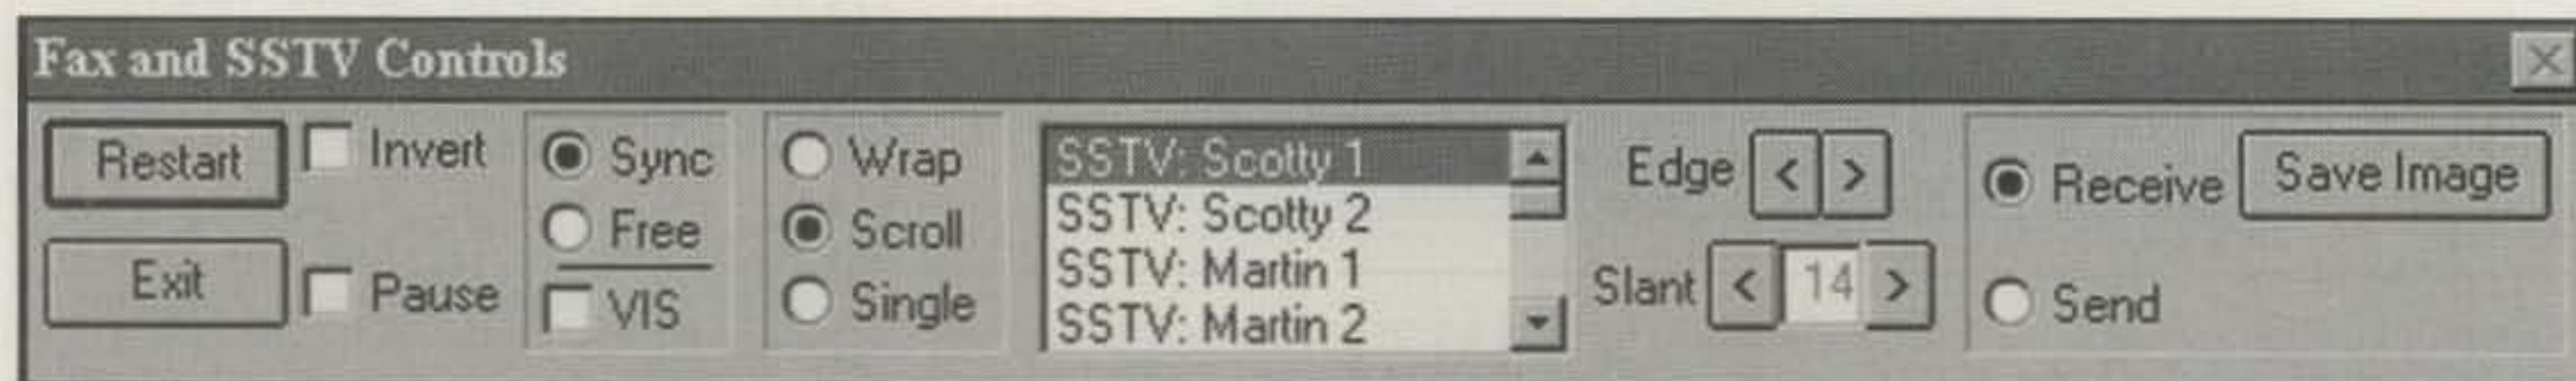 Fax and SSTV Controls
Restart
Exit
Invert
Pause
Sync
Free
VIS
Wrap
Scroll
Single
SSTV: Scotty 1
SSTV: Scotty 2
SSTV: Martin 1
SSTV: Martin 2
Edge < >
Slant < 14 >
Receive
Send
Save Image